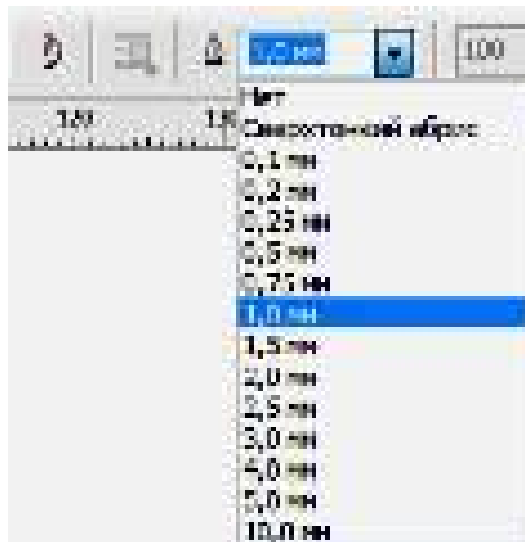 1,0 мм 100
120
Нет
Сверхтонкий абрис
0,1 мм
0,2 мм
0,25 мм
0,5 мм
0,75 мм
1,0 мм
1,5 мм
2,0 мм
2,5 мм
3,0 мм
4,0 мм
5,0 мм
10,0 мм